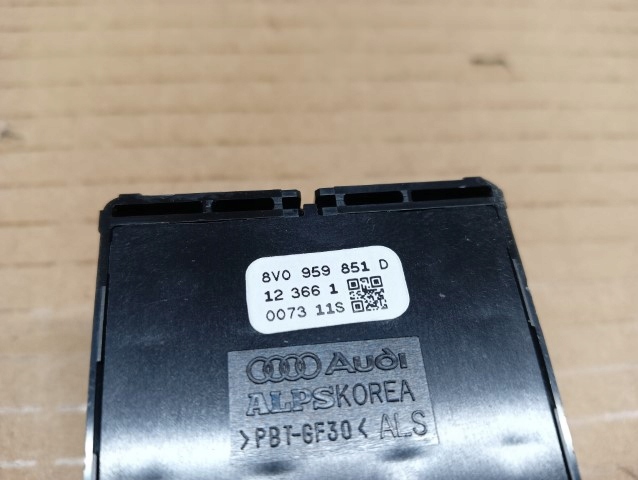 8V0 959 851 D
12 366 1
0073 11S
Audi
ALPSKOREA
>PBT-GF30< ALS